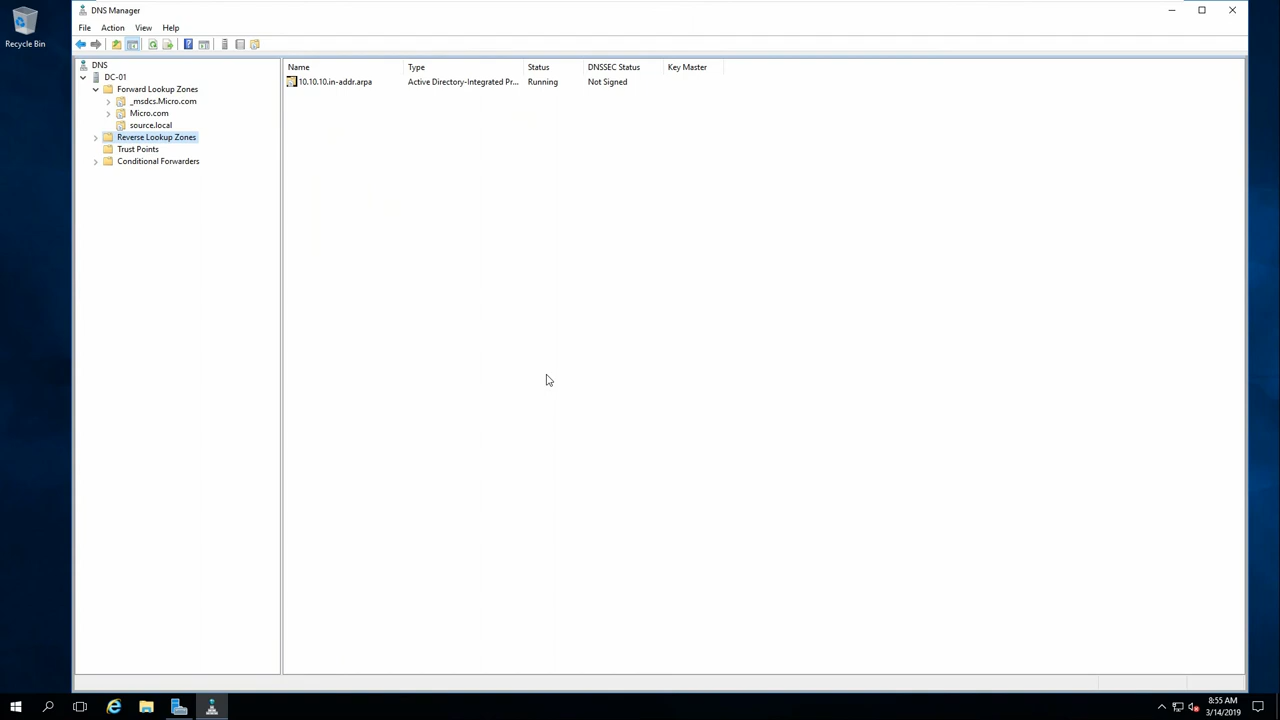 DNS Manager
Recycle Bin
File Action View Help
DNS
DC-01
Forward Lookup Zones
_msdcs.Micro.com
Micro.com
source.local
Reverse Lookup Zones
Trust Points
Conditional Forwarders
Name Type Status DNSSEC Status Key Master
10.10.10.in-addr.arpa Active Directory-Integrated Pr... Running Not Signed
8:55 AM
3/14/2019